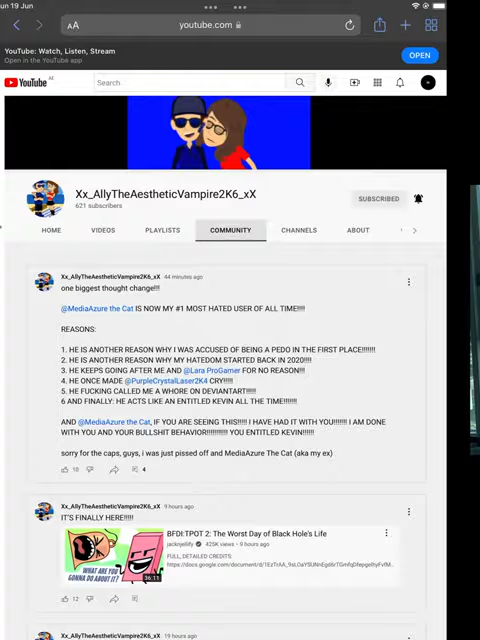 un 19 Jun
AA
youtube.com
YouTube: Watch, Listen, Stream
Open in the YouTube app
OPEN
YouTube
Search
Xx_AllyTheAestheticVampire2K6_xX
621 subscribers
SUBSCRIBED
HOME VIDEOS PLAYLISTS COMMUNITY CHANNELS ABOUT
Xx_AllyTheAestheticVampire2K6_xX 44 minutes ago
one biggest thought change!!!
@MediaAzure the Cat IS NOW MY #1 MOST HATED USER OF ALL TIME!!!!
REASONS:
1. HE IS ANOTHER REASON WHY I WAS ACCUSED OF BEING A PEDO IN THE FIRST PLACE!!!!!!!
2. HE IS ANOTHER REASON WHY MY HATEDOM STARTED BACK IN 2020!!!!
3. HE KEEPS GOING AFTER ME AND @Lara ProGamer FOR NO REASON!!!
4. HE ONCE MADE @PurpleCrystalLaser2K4 CRY!!!!
5. HE FUCKING CALLED ME A WHORE ON DEVIANTART!!!!!
6 AND FINALLY: HE ACTS LIKE AN ENTITLED KEVIN ALL THE TIME!!!!!!!
AND @MediaAzure the Cat, IF YOU ARE SEEING THIS!!!! I HAVE HAD IT WITH YOU!!!!!! I AM DONE
WITH YOU AND YOUR BULLSHIT BEHAVIOR!!!!!!!!!! YOU ENTITLED KEVIN!!!!!!
sorry for the caps, guys, i was just pissed off and MediaAzure The Cat (aka my ex)
10
4
Xx_AllyTheAestheticVampire2K6_xX 9 hours ago
IT'S FINALLY HERE!!!!!
WHAT ARE YOU
GONNA DO ABOUT IT?
36:11
BFDI:TPOT 2: The Worst Day of Black Hole's Life
jacknjellify 425K views • 9 hours ago
FULL, DETAILED CREDITS:
12
Xx_AllyTheAestheticVampire2K6_xX 19 hours ago